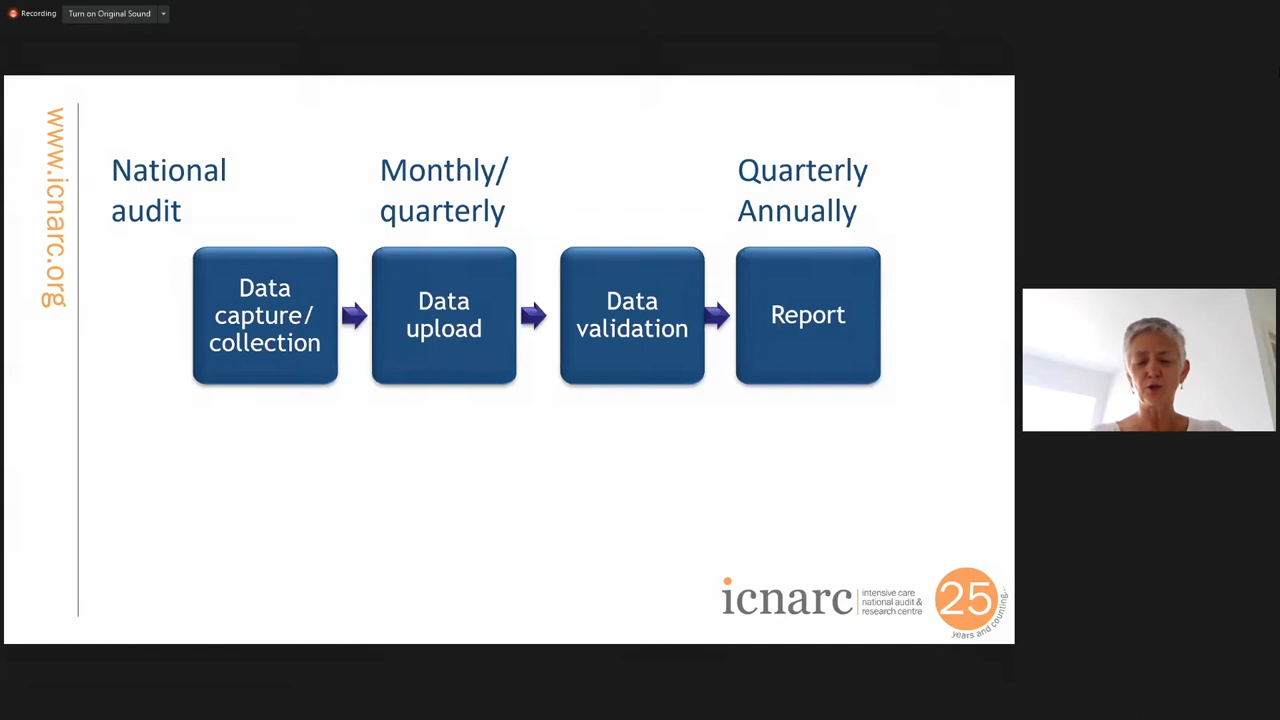 Recording
Turn on Original Sound
www.icnarc.org
National
audit
Monthly/
quarterly
Quarterly
Annually
Data
capture/
collection
Data
upload
Data
validation
Report
icnarc
intensive care
national audit &
research centre
25
years and counting...